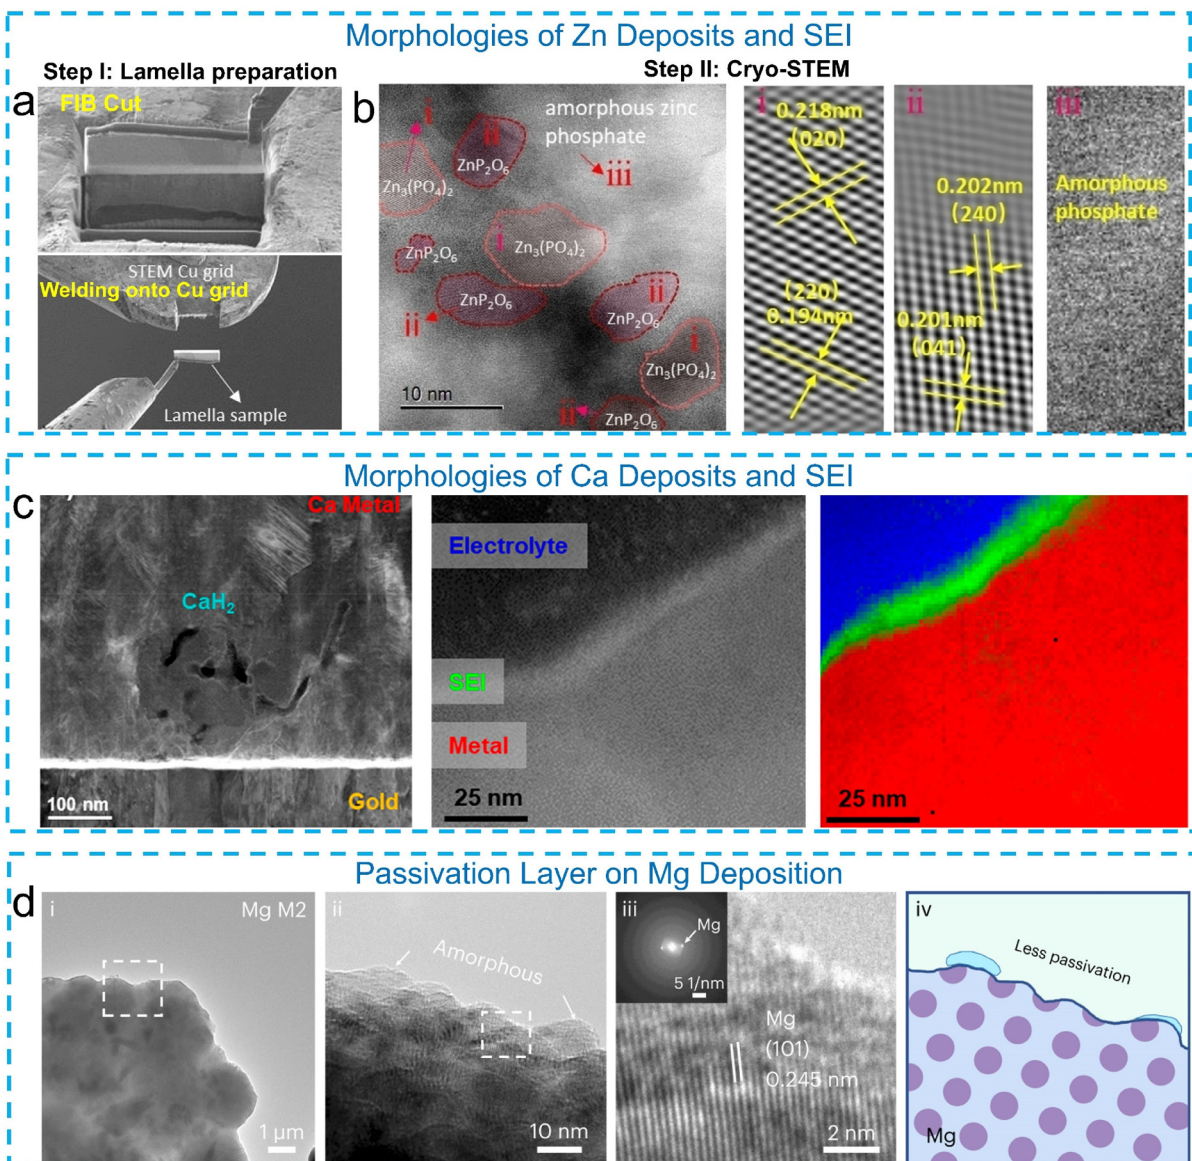 Morphologies of Zn Deposits and SEI
Step I: Lamella preparation
Step II: Cryo-STEM
a
FIB Cut
STEM Cu grid
Welding onto Cu grid
Lamella sample
b
i
ii
ZnP₂O₆
amorphous zinc
phosphate
iii
Zn₃(PO₄)₂
ZnP₂O₆
i
Zn₃(PO₄)₂
ZnP₂O₆
ii
ii
ZnP₂O₆
i
Zn₃(PO₄)₂
ii
ZnP₂O₆
10 nm
i
0.218nm
(020)
(220)
0.194nm
ii
0.202nm
(240)
0.201nm
(041)
iii
Amorphous
phosphate
Morphologies of Ca Deposits and SEI
c
Ca Metal
CaH₂
100 nm
Gold
Electrolyte
SEI
Metal
25 nm
25 nm
Passivation Layer on Mg Deposition
d
i
Mg M2
1 μm
ii
Amorphous
10 nm
iii
Mg
5 1/nm
Mg
(101)
0.245 nm
2 nm
iv
Less passivation
Mg